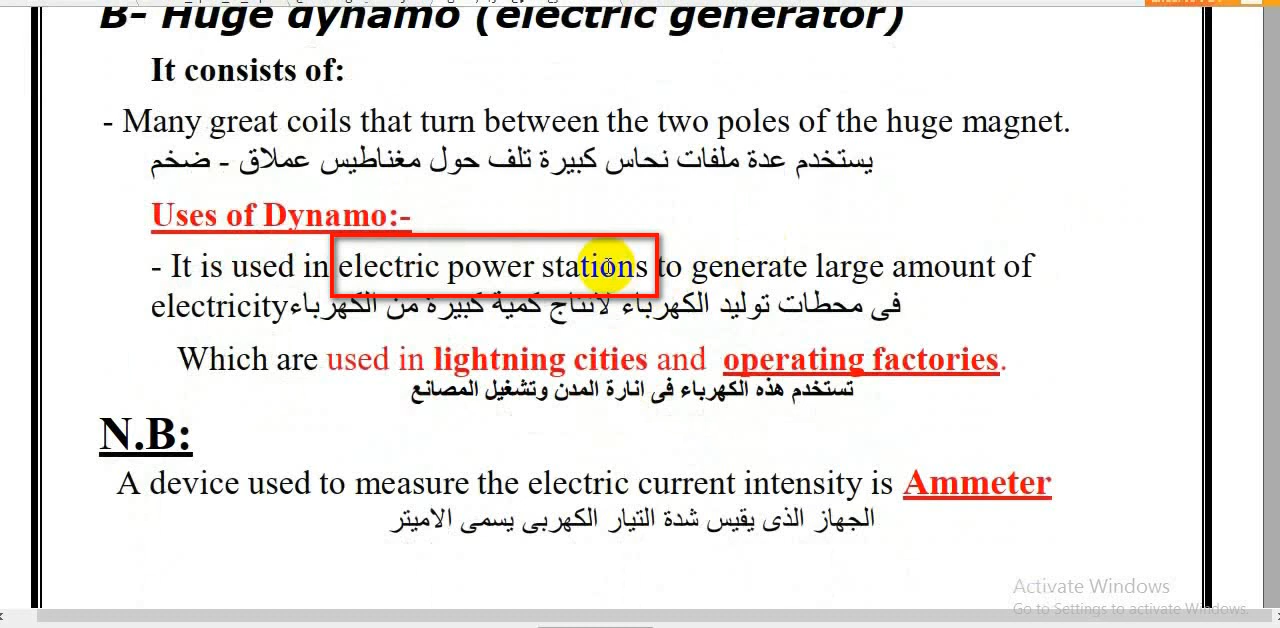 B- Huge dynamo (electric generator)
It consists of:
- Many great coils that turn between the two poles of the huge magnet.
يستخدم عدة ملفات نحاس كبيرة تلف حول مغناطيس عملاق - ضخم
Uses of Dynamo:-
- It is used in electric power stations to generate large amount of
electricity فى محطات توليد الكهرباء لانتاج كمية كبيرة من الكهرباء
Which are used in lightning cities and operating factories.
تستخدم هذه الكهرباء فى انارة المدن وتشغيل المصانع
N.B:
A device used to measure the electric current intensity is Ammeter
الجهاز الذى يقيس شدة التيار الكهربى يسمى الاميتر
Activate Windows
Go to Settings to activate Windows.